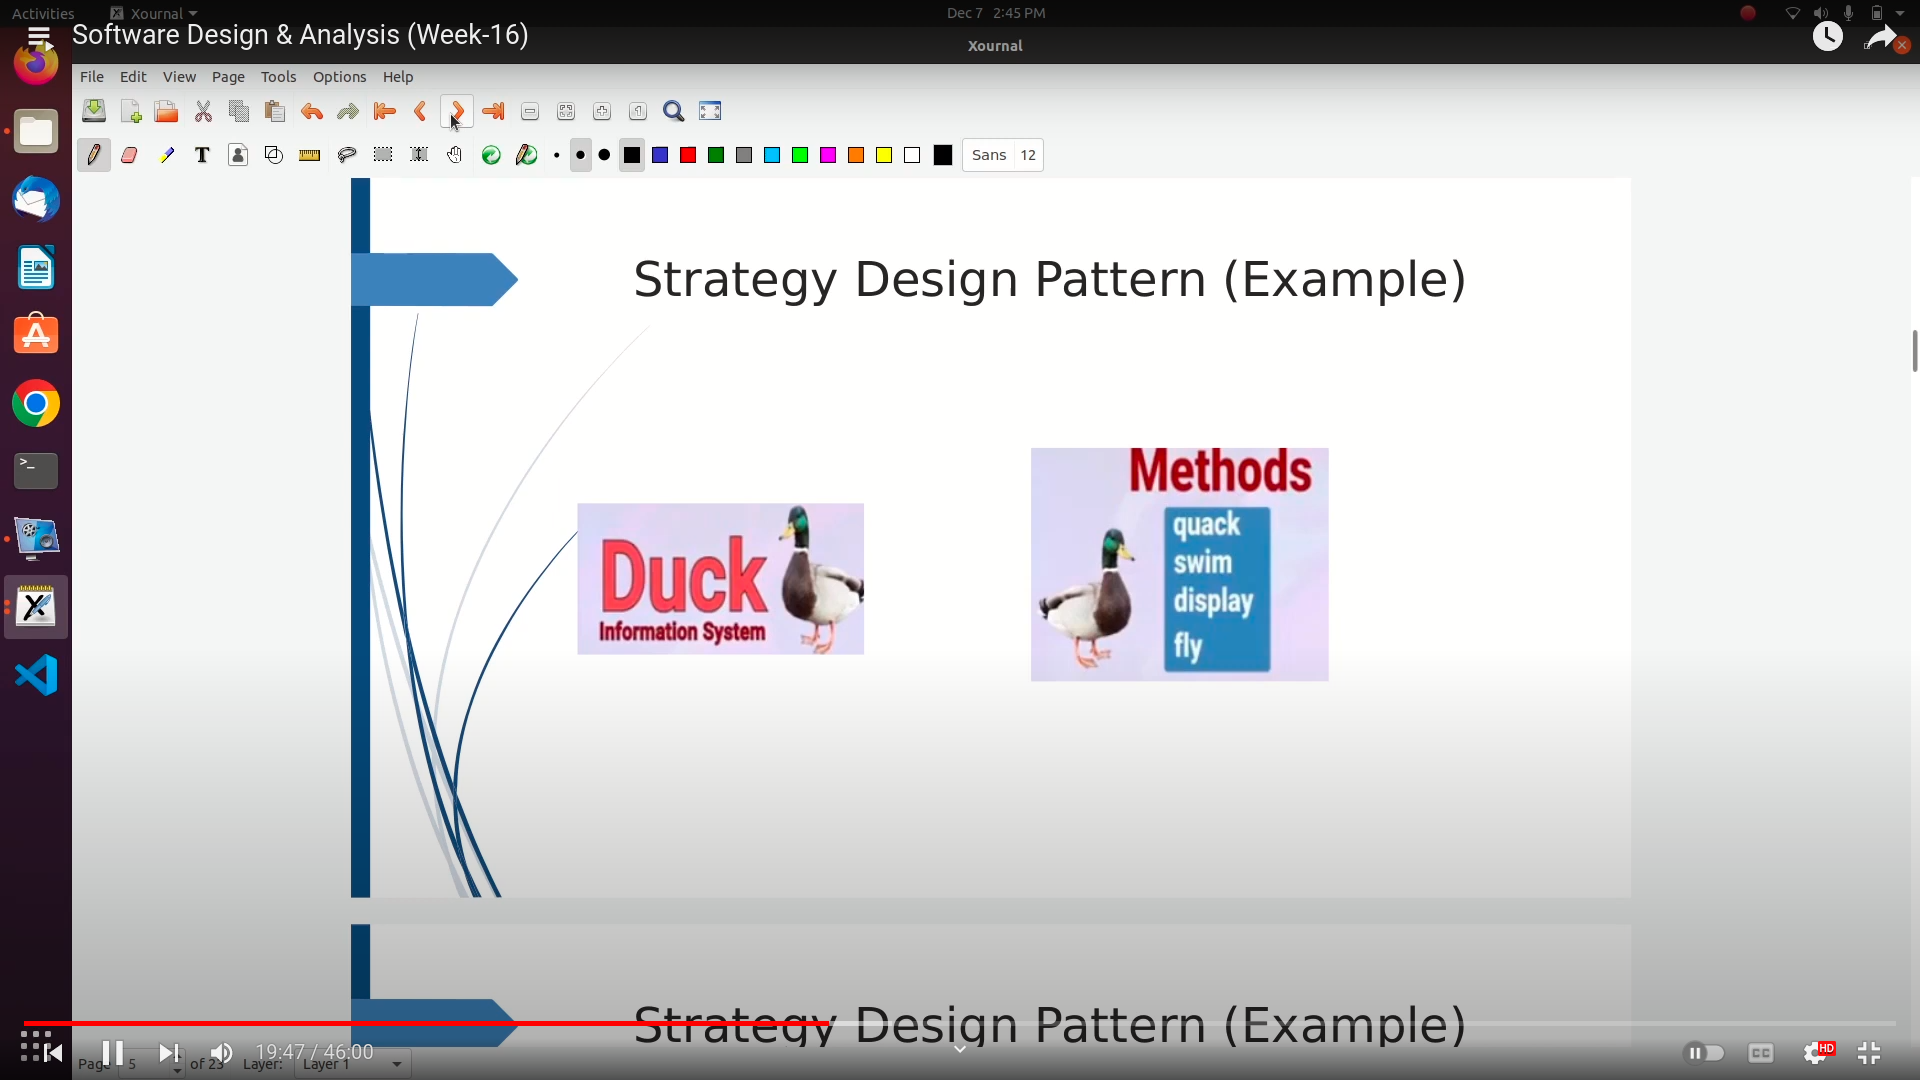 Activities
Xournal
Dec 7 2:45 PM
Software Design & Analysis (Week-16)
Xournal
File Edit View Page Tools Options Help
Sans 12
Strategy Design Pattern (Example)
Duck
Information System
Methods
quack
swim
display
fly
Strategy Design Pattern (Example)
19:47 / 46:00
CC
HD
Page 5 of 23 Layer: Layer 1